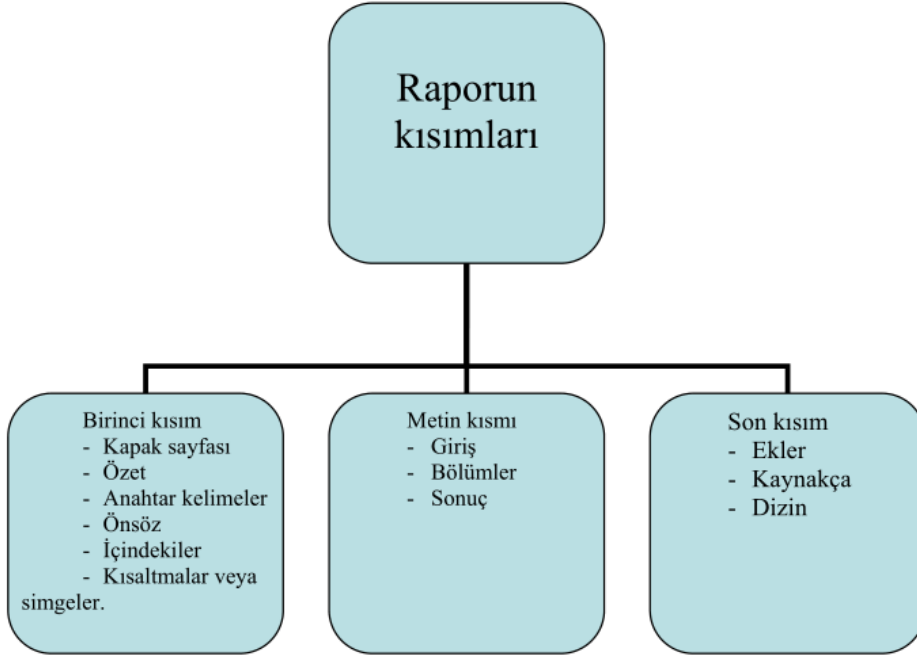 Raporun
kısımları
Birinci kısım
- Kapak sayfası
- Özet
- Anahtar kelimeler
- Önsöz
- İçindekiler
- Kısaltmalar veya
simgeler.
Metin kısmı
- Giriş
- Bölümler
- Sonuç
Son kısım
- Ekler
- Kaynakça
- Dizin